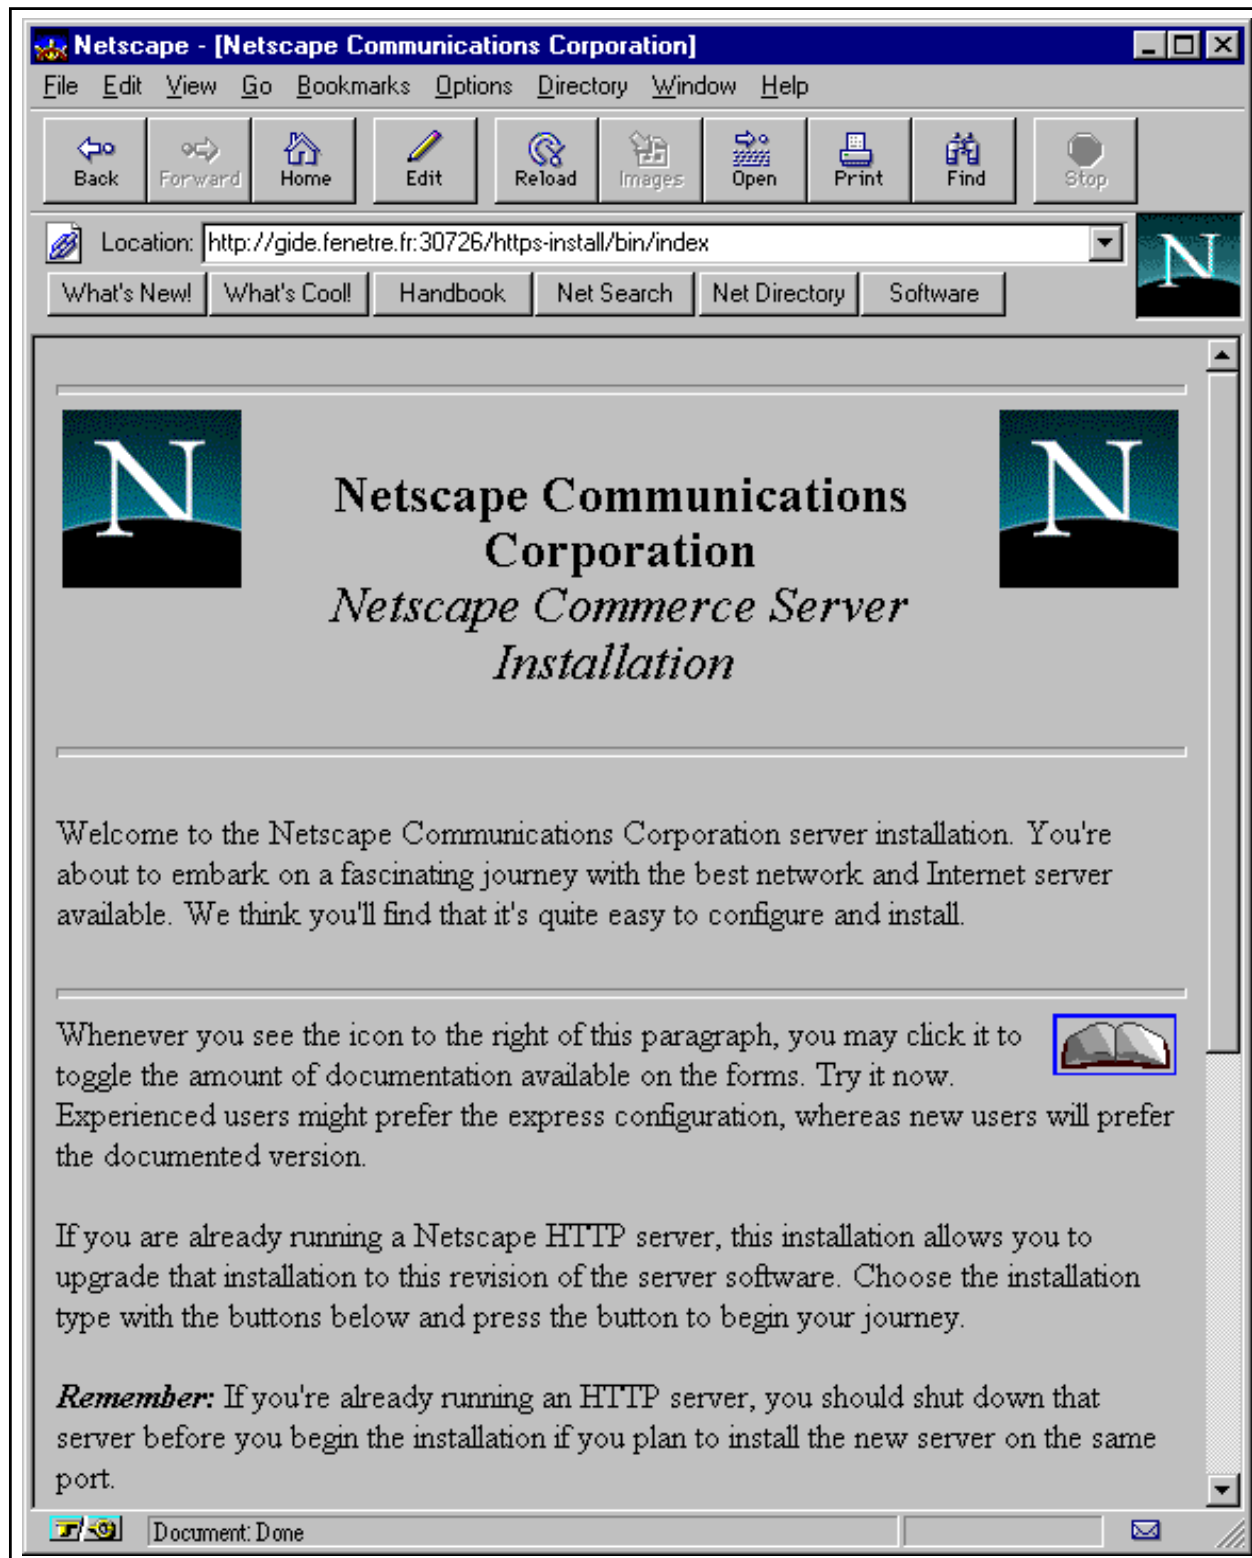 Netscape - [Netscape Communications Corporation]
File Edit View Go Bookmarks Options Directory Window Help
Back Forward Home Edit Reload Images Open Print Find Stop
Location: http://gide.fenetre.fr:30726/https-install/bin/index
N
What's New! What's Cool! Handbook Net Search Net Directory Software
N
N
Netscape Communications
Corporation
Netscape Commerce Server
Installation
Welcome to the Netscape Communications Corporation server installation. You're
about to embark on a fascinating journey with the best network and Internet server
available. We think you'll find that it's quite easy to configure and install.
Whenever you see the icon to the right of this paragraph, you may click it to
toggle the amount of documentation available on the forms. Try it now.
Experienced users might prefer the express configuration, whereas new users will prefer
the documented version.
If you are already running a Netscape HTTP server, this installation allows you to
upgrade that installation to this revision of the server software. Choose the installation
type with the buttons below and press the button to begin your journey.
Remember: If you're already running an HTTP server, you should shut down that
server before you begin the installation if you plan to install the new server on the same
port.
Document: Done